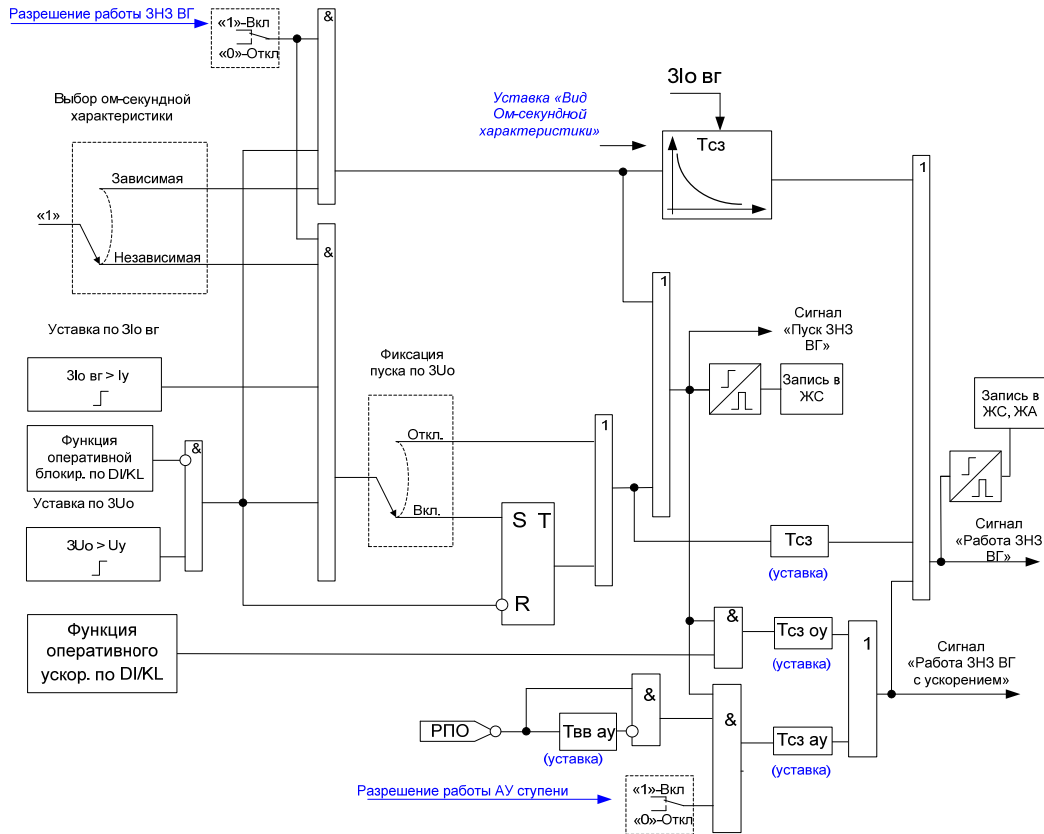 Разрешение работы ЗНЗ ВГ
«1»-Вкл
«0»-Откл
&
Выбор ом-секундной
характеристики
Зависимая
«1»
Независимая
&
Уставка «Вид
Ом-секундной
характеристики»
3Io вг
Тсз
1
Уставка по 3Io вг
3Io вг > Iу
Функция
оперативной
блокир. по DI/KL
&
Уставка по 3Uo
3Uo > Uу
Фиксация
пуска по 3Uo
Откл.
Вкл.
S T
R
1
1
Сигнал
«Пуск ЗНЗ
ВГ»
Запись в
ЖС
Запись в
ЖС, ЖА
Сигнал
«Работа ЗНЗ
ВГ»
Тсз
(уставка)
Функция
оперативного
ускор. по DI/KL
&
Тсз оу
(уставка)
1
Сигнал
«Работа ЗНЗ ВГ
с ускорением»
РПО
Твв ау
(уставка)
&
&
Тсз ау
(уставка)
Разрешение работы АУ ступени
«1»-Вкл
«0»-Откл